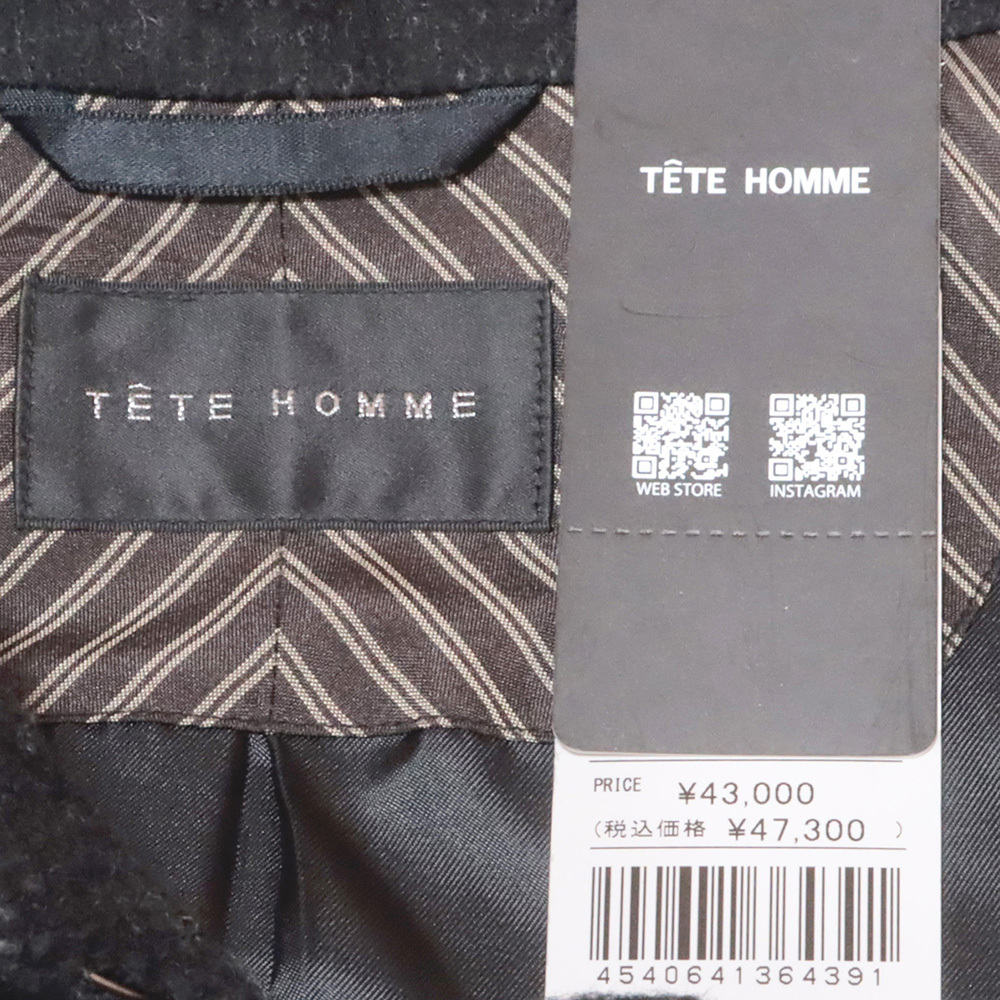 TÊTE HOMME
TÊTE HOMME
WEB STORE
INSTAGRAM
PRICE ¥43,000
(税込価格 ¥47,300 )
4540641364391